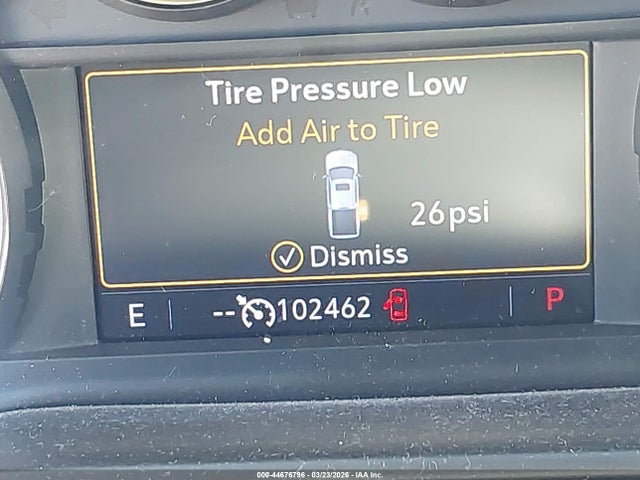 Tire Pressure Low
Add Air to Tire
26psi
Dismiss
E -- 102462 P
000-44676796 - 03/23/2026 - IAA Inc.